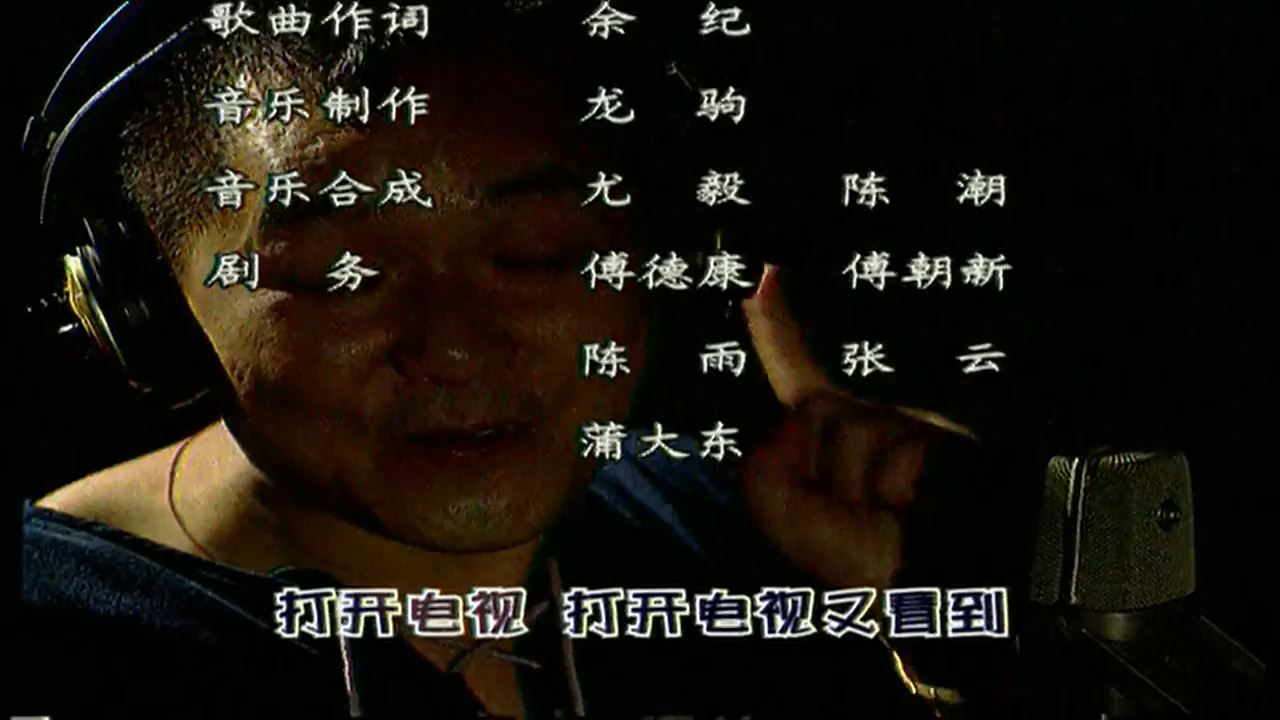 歌曲作词 余纪
音乐制作 龙驹
音乐合成 尤毅 陈潮
剧务 傅德康 傅朝新
陈雨 张云
蒲大东
打开电视 打开电视又看到